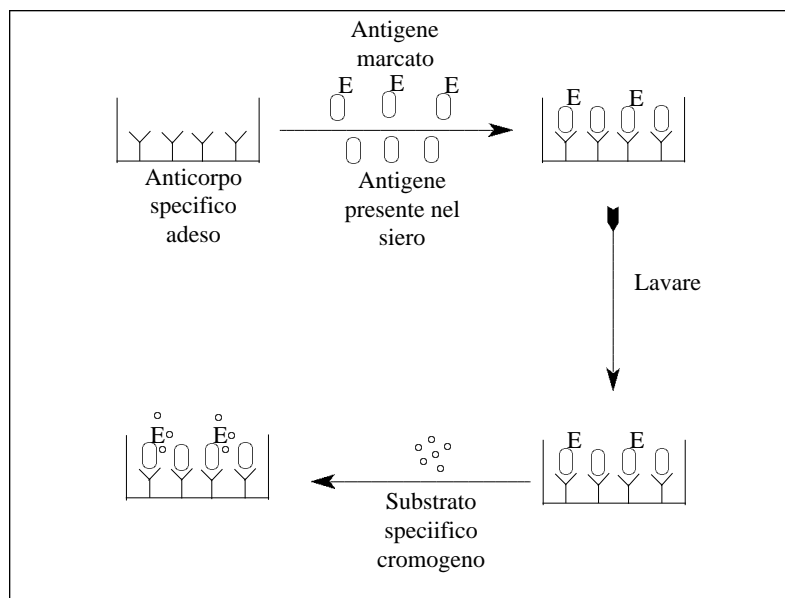 Antigene
marcato
E E E
E E
Anticorpo
specifico
adeso
Antigene
presente nel
siero
Lavare
E E
E E
Substrato
speciifico
cromogeno